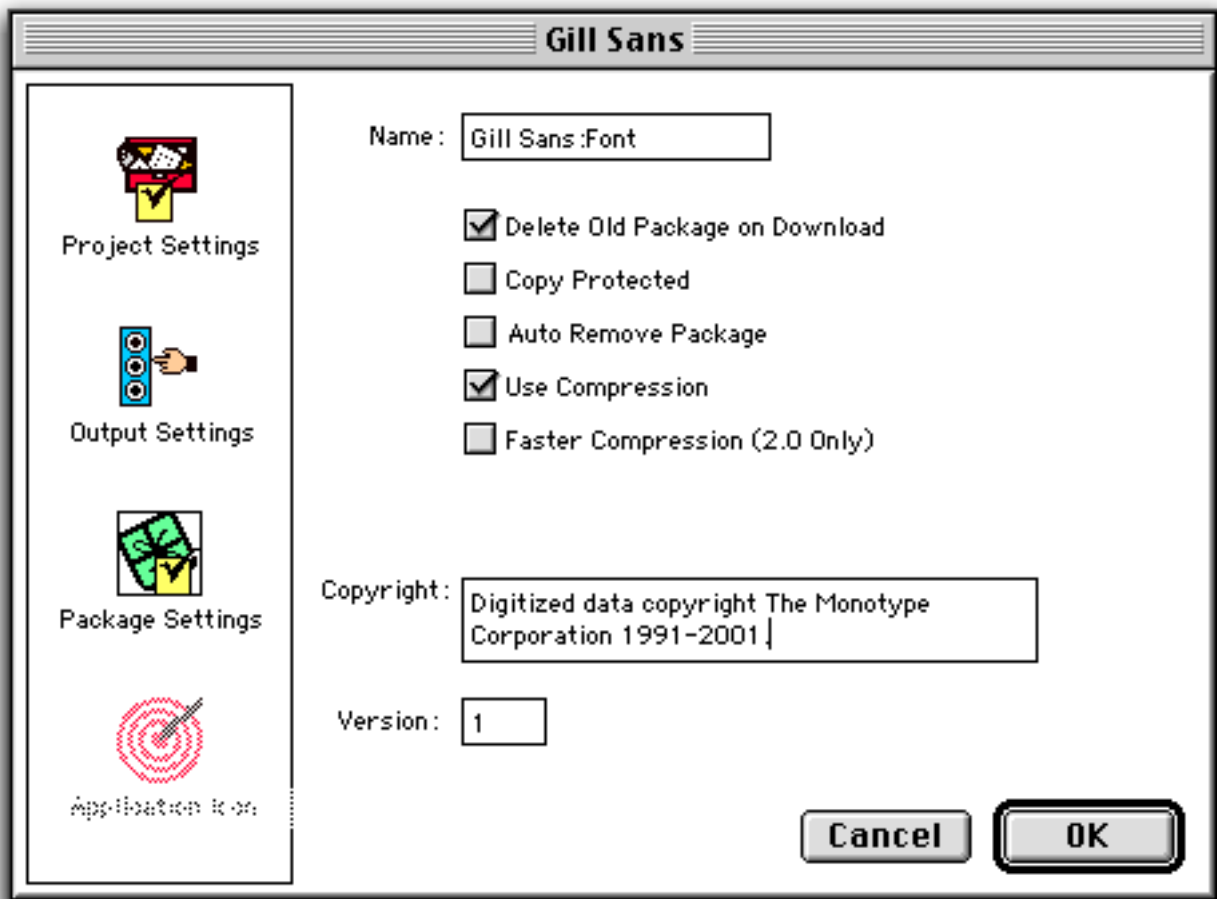 Gill Sans
Project Settings
Output Settings
Package Settings
Application Icon
Name:
Gill Sans:Font
Delete Old Package on Download
Copy Protected
Auto Remove Package
Use Compression
Faster Compression (2.0 Only)
Copyright:
Digitized data copyright The Monotype
Corporation 1991-2001.
Version:
1
Cancel
OK